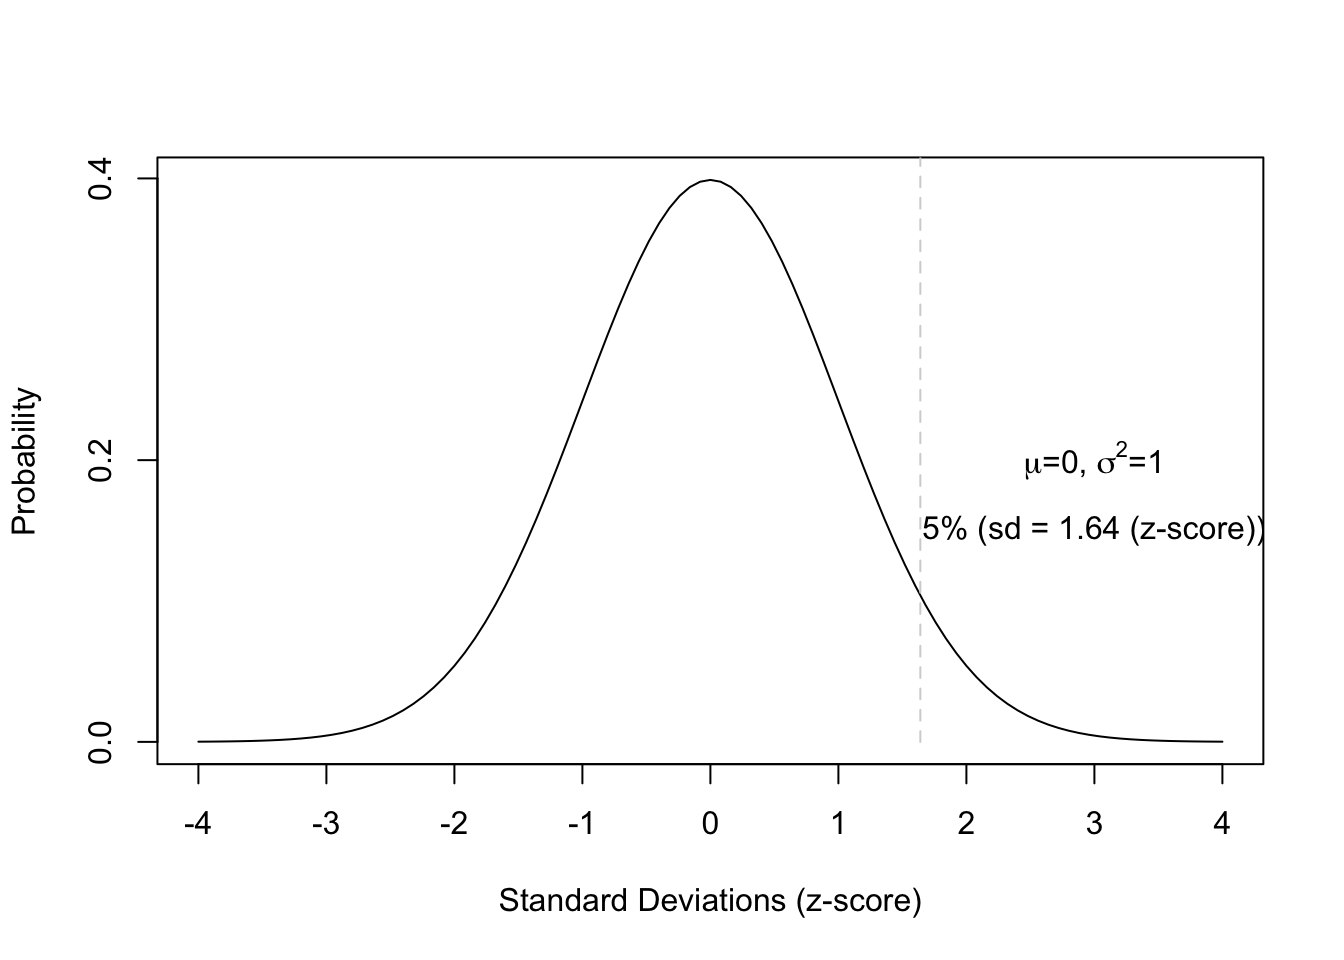 0.4
0.2
0.0
Probability
μ=0, σ²=1
5% (sd = 1.64 (z-score))
-4 -3 -2 -1 0 1 2 3 4
Standard Deviations (z-score)